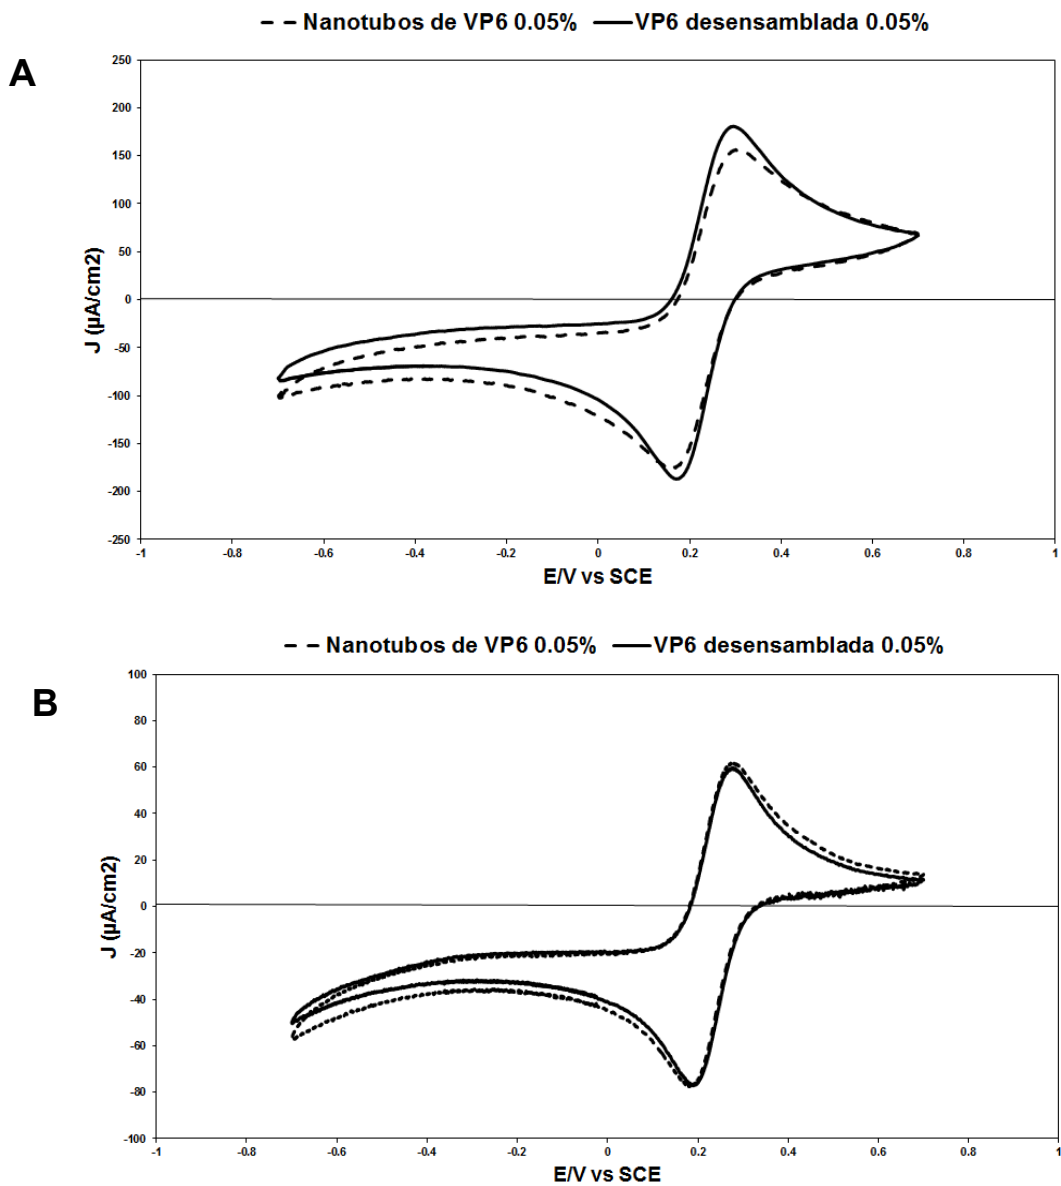 Nanotubos de VP6 0.05% VP6 desensamblada 0.05%
A
250
200
150
100
50
0
-50
-100
-150
-200
-250
J (µA/cm2)
-1 -0.8 -0.6 -0.4 -0.2 0 0.2 0.4 0.6 0.8 1
E/V vs SCE
Nanotubos de VP6 0.05% VP6 desensamblada 0.05%
B
100
80
60
40
20
0
-20
-40
-60
-80
-100
J (µA/cm2)
-1 -0.8 -0.6 -0.4 -0.2 0 0.2 0.4 0.6 0.8 1
E/V vs SCE